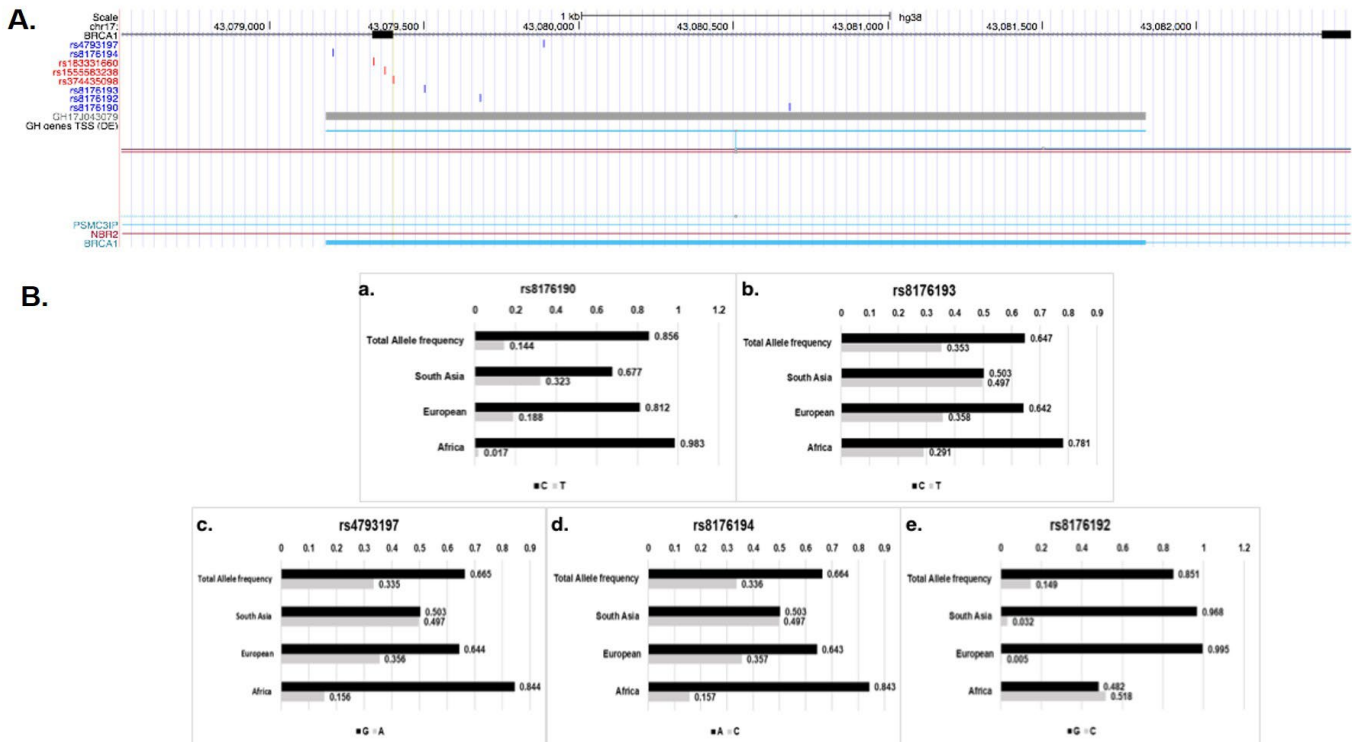 A.
Scale
1 kb
hg38
chr17:
43,079,000
43,079,500
43,080,000
43,080,500
43,081,000
43,081,500
43,082,000
BRCA1
rs4793197
rs8176194
rs183331660
rs1555583238
rs374435098
rs8176193
rs8176192
rs8176190
GH17J043079
GH genes TSS (DE)
PSMC3IP
NBR2
BRCA1
B.
a.
rs8176190
0 0.2 0.4 0.6 0.8 1 1.2
Total Allele frequency 0.856
0.144
South Asia 0.677
0.323
European 0.812
0.188
Africa 0.983
0.017
C T
b.
rs8176193
0 0.1 0.2 0.3 0.4 0.5 0.6 0.7 0.8 0.9
Total Allele frequency 0.647
0.353
South Asia 0.503
0.497
European 0.642
0.358
Africa 0.781
0.291
C T
c.
rs4793197
0 0.1 0.2 0.3 0.4 0.5 0.6 0.7 0.8 0.9
Total Allele frequency 0.665
0.335
South Asia 0.503
0.497
European 0.644
0.356
Africa 0.844
0.156
G A
d.
rs8176194
0 0.1 0.2 0.3 0.4 0.5 0.6 0.7 0.8 0.9
Total Allele frequency 0.664
0.336
South Asia 0.503
0.497
European 0.643
0.357
Africa 0.843
0.157
A C
e.
rs8176192
0 0.2 0.4 0.6 0.8 1 1.2
Total Allele frequency 0.851
0.149
South Asia 0.968
0.032
European 0.995
0.005
Africa 0.482
0.518
G C